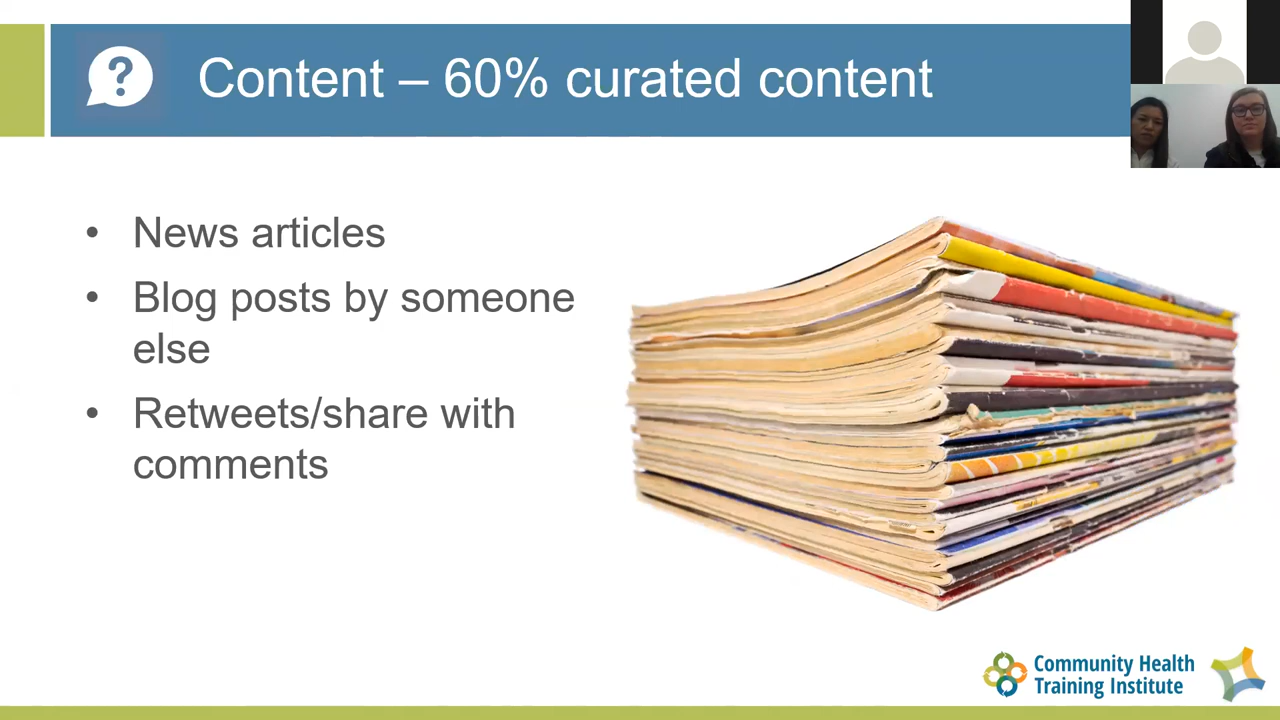 ?
Content – 60% curated content
• News articles
• Blog posts by someone
else
• Retweets/share with
comments
Community Health
Training Institute